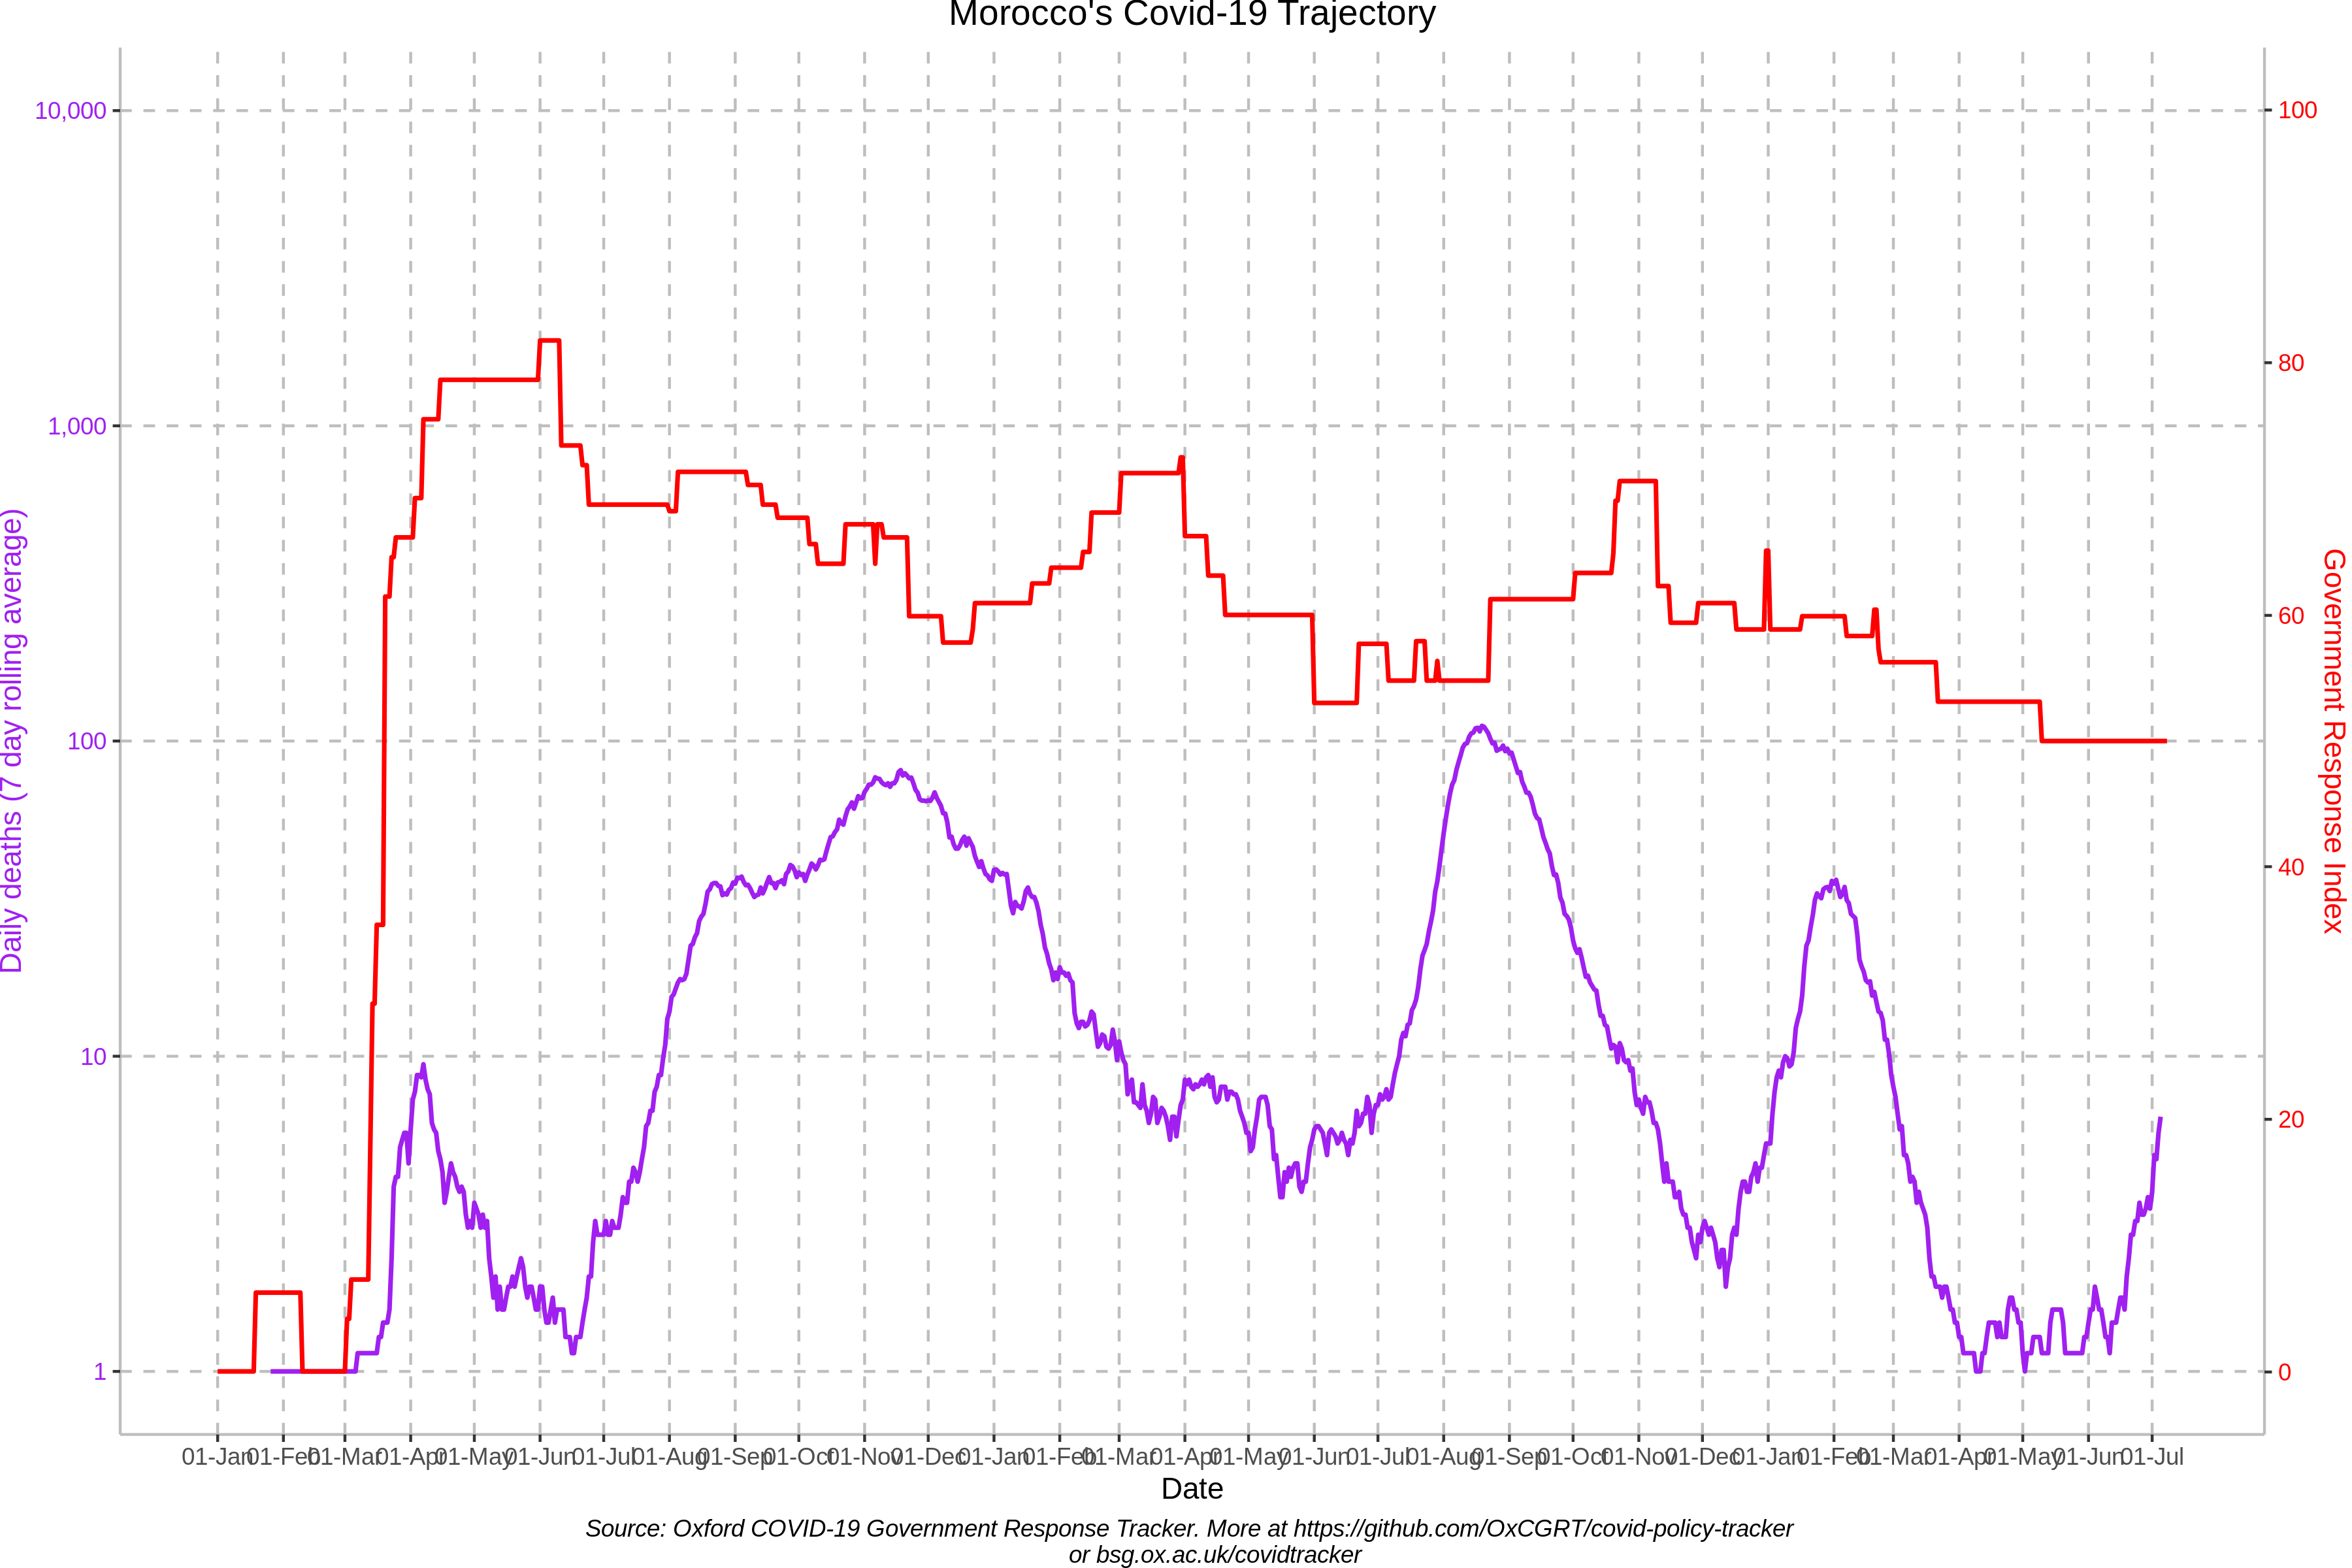 Morocco's Covid-19 Trajectory
10,000
1,000
100
10
1
Daily deaths (7 day rolling average)
100
80
60
40
20
0
Government Response Index
01-Jan 01-Feb 01-Mar 01-Apr 01-May 01-Jun 01-Jul 01-Aug 01-Sep 01-Oct 01-Nov 01-Dec 01-Jan 01-Feb 01-Mar 01-Apr 01-May 01-Jun 01-Jul 01-Aug 01-Sep 01-Oct 01-Nov 01-Dec 01-Jan 01-Feb 01-Mar 01-Apr 01-May 01-Jun 01-Jul
Date
Source: Oxford COVID-19 Government Response Tracker. More at https://github.com/OxCGRT/covid-policy-tracker
or bsg.ox.ac.uk/covidtracker